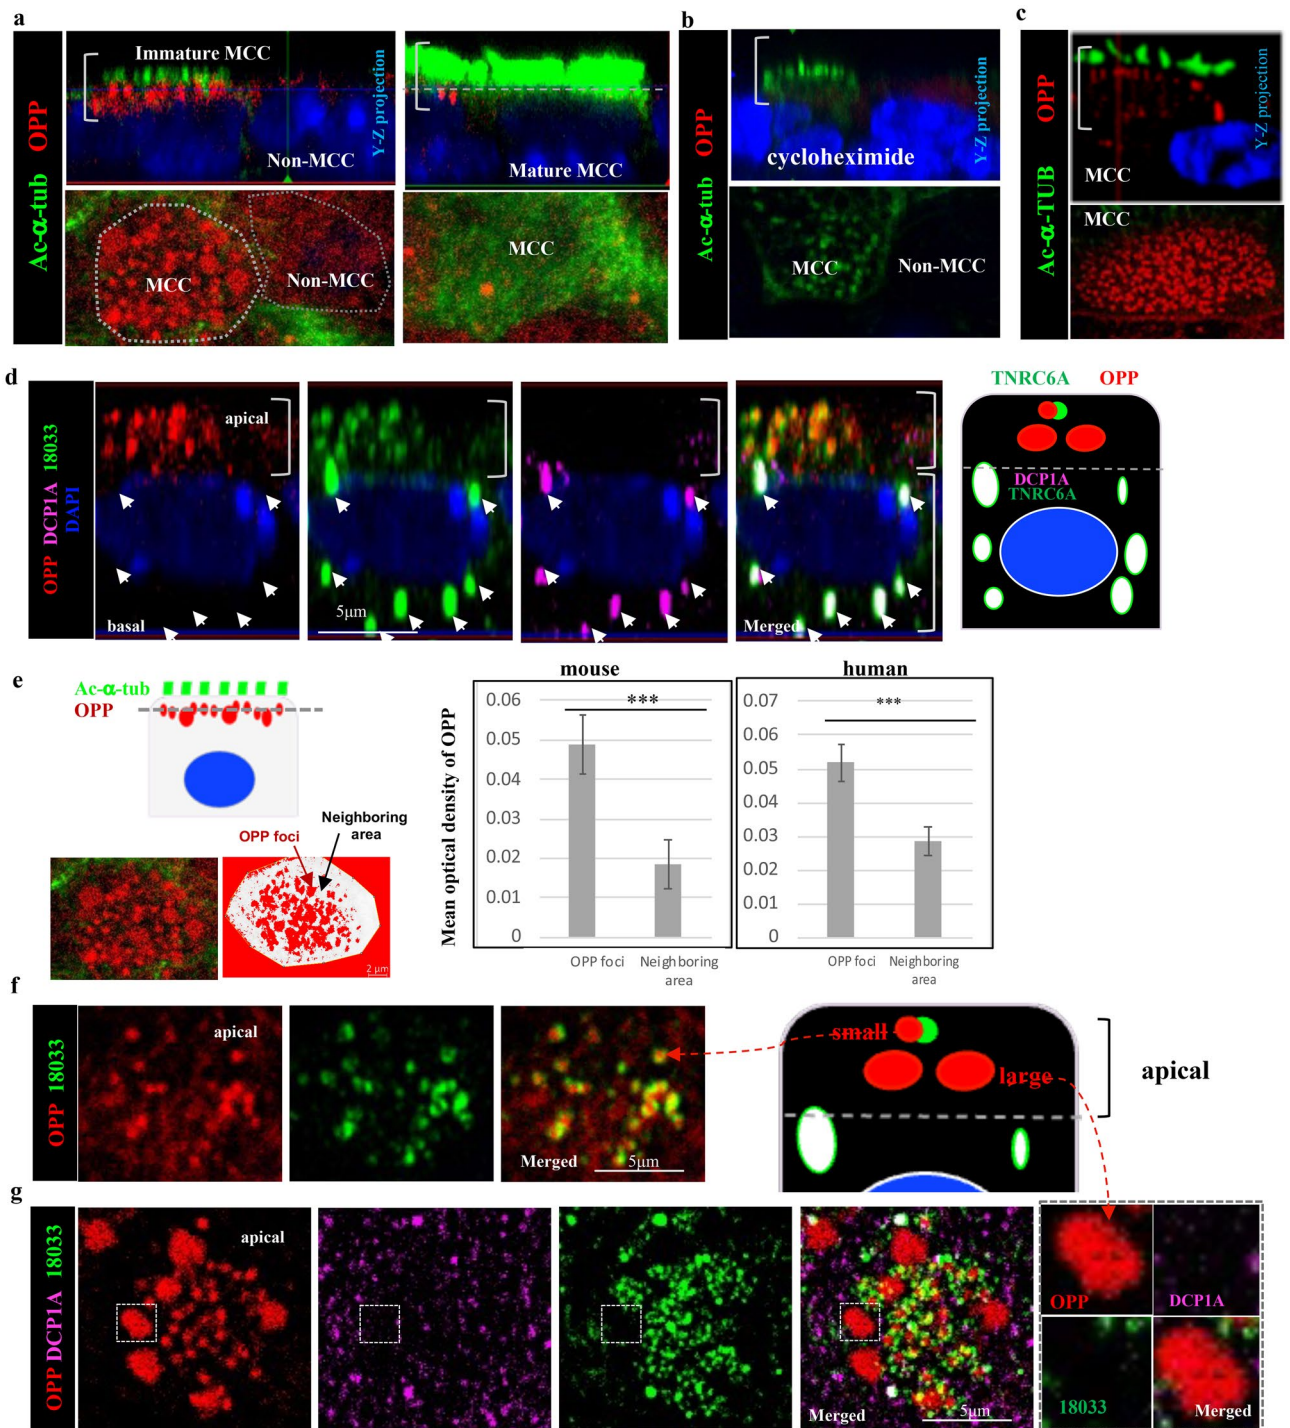 a
Ac-α-tub OPP
Immature MCC
Non-MCC
Y-Z projection
Mature MCC
MCC
Non-MCC
MCC
b
Ac-α-tub OPP
cycloheximide
Y-Z projection
MCC
Non-MCC
c
Ac-α-TUB OPP
MCC
Y-Z projection
MCC
d
OPP DCP1A 18033
DAPI
apical
basal
5μm
Merged
TNRC6A OPP
DCP1A
TNRC6A
e
Ac-α-tub
OPP
OPP foci
Neighboring
area
2 μm
mouse
Mean optical density of OPP
0.06
0.05
0.04
0.03
0.02
0.01
0
***
OPP foci
Neighboring
area
human
0.07
0.06
0.05
0.04
0.03
0.02
0.01
0
***
OPP foci
Neighboring
area
f
OPP 18033
apical
Merged
5μm
small
large
apical
g
OPP DCP1A 18033
apical
Merged
5μm
OPP
DCP1A
18033
Merged